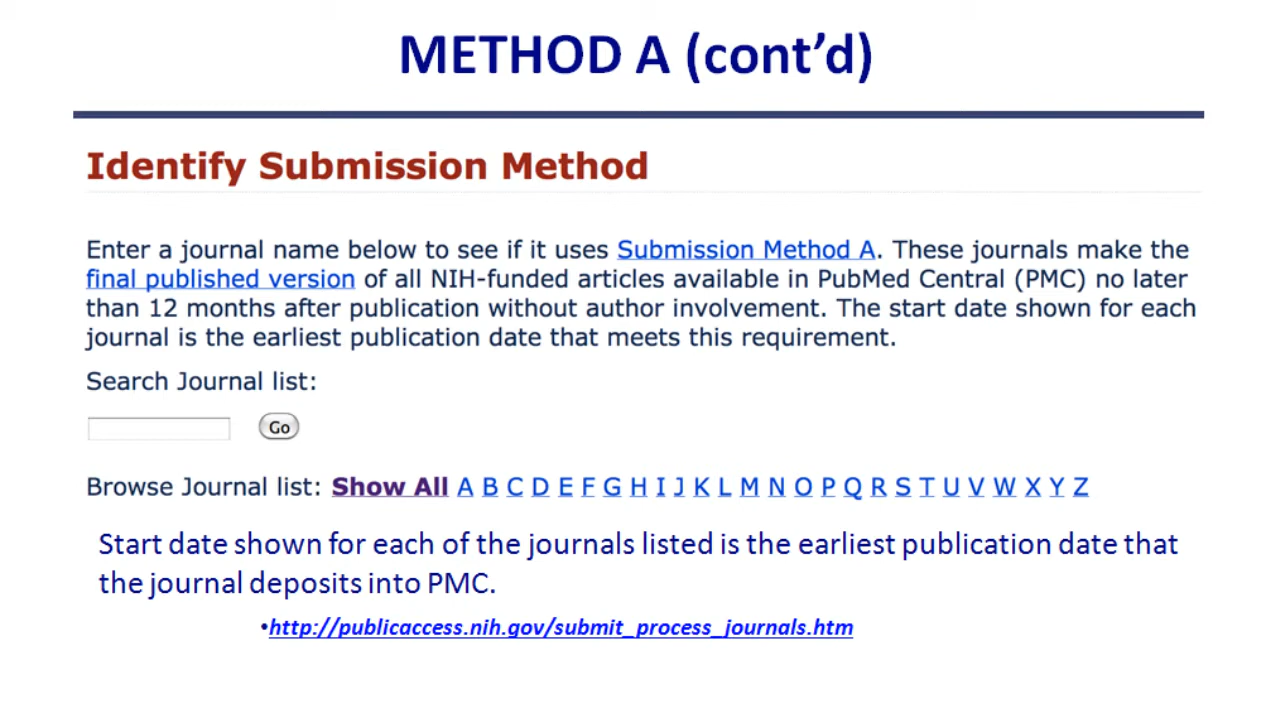 METHOD A (cont’d)
Identify Submission Method
Enter a journal name below to see if it uses Submission Method A. These journals make the
final published version of all NIH-funded articles available in PubMed Central (PMC) no later
than 12 months after publication without author involvement. The start date shown for each
journal is the earliest publication date that meets this requirement.
Search Journal list:
Go
Browse Journal list: Show All A B C D E F G H I J K L M N O P Q R S T U V W X Y Z
Start date shown for each of the journals listed is the earliest publication date that
the journal deposits into PMC.
•http://publicaccess.nih.gov/submit_process_journals.htm